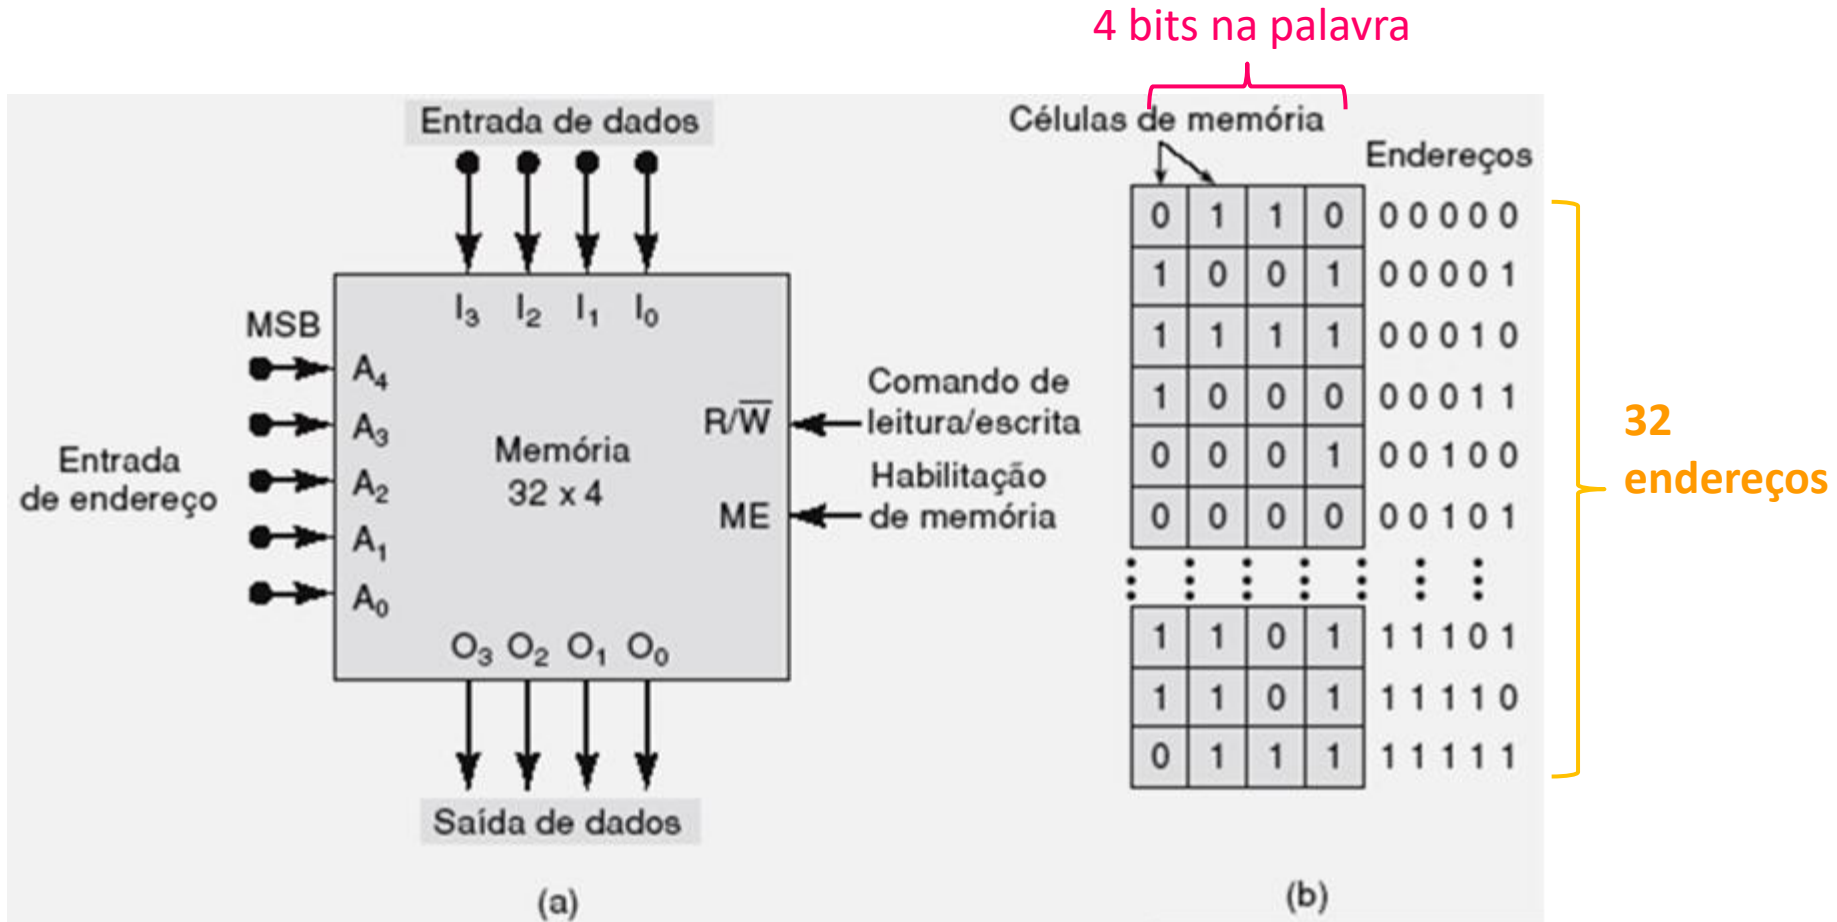 4 bits na palavra
Entrada de dados
I3 I2 I1 I0
MSB
A4
A3
A2
A1
A0
Entrada
de endereço
Memória
32 x 4
R/W̅
ME
Comando de
leitura/escrita
Habilitação
de memória
O3 O2 O1 O0
Saída de dados
(a)
Células de memória
Endereços
0 1 1 0 0 0 0 0 0
1 0 0 1 0 0 0 0 1
1 1 1 1 0 0 0 1 0
1 0 0 0 0 0 0 1 1
0 0 0 1 0 0 1 0 0
0 0 0 0 0 0 1 0 1
1 1 0 1 1 1 1 0 1
1 1 0 1 1 1 1 1 0
0 1 1 1 1 1 1 1 1
(b)
32
endereços